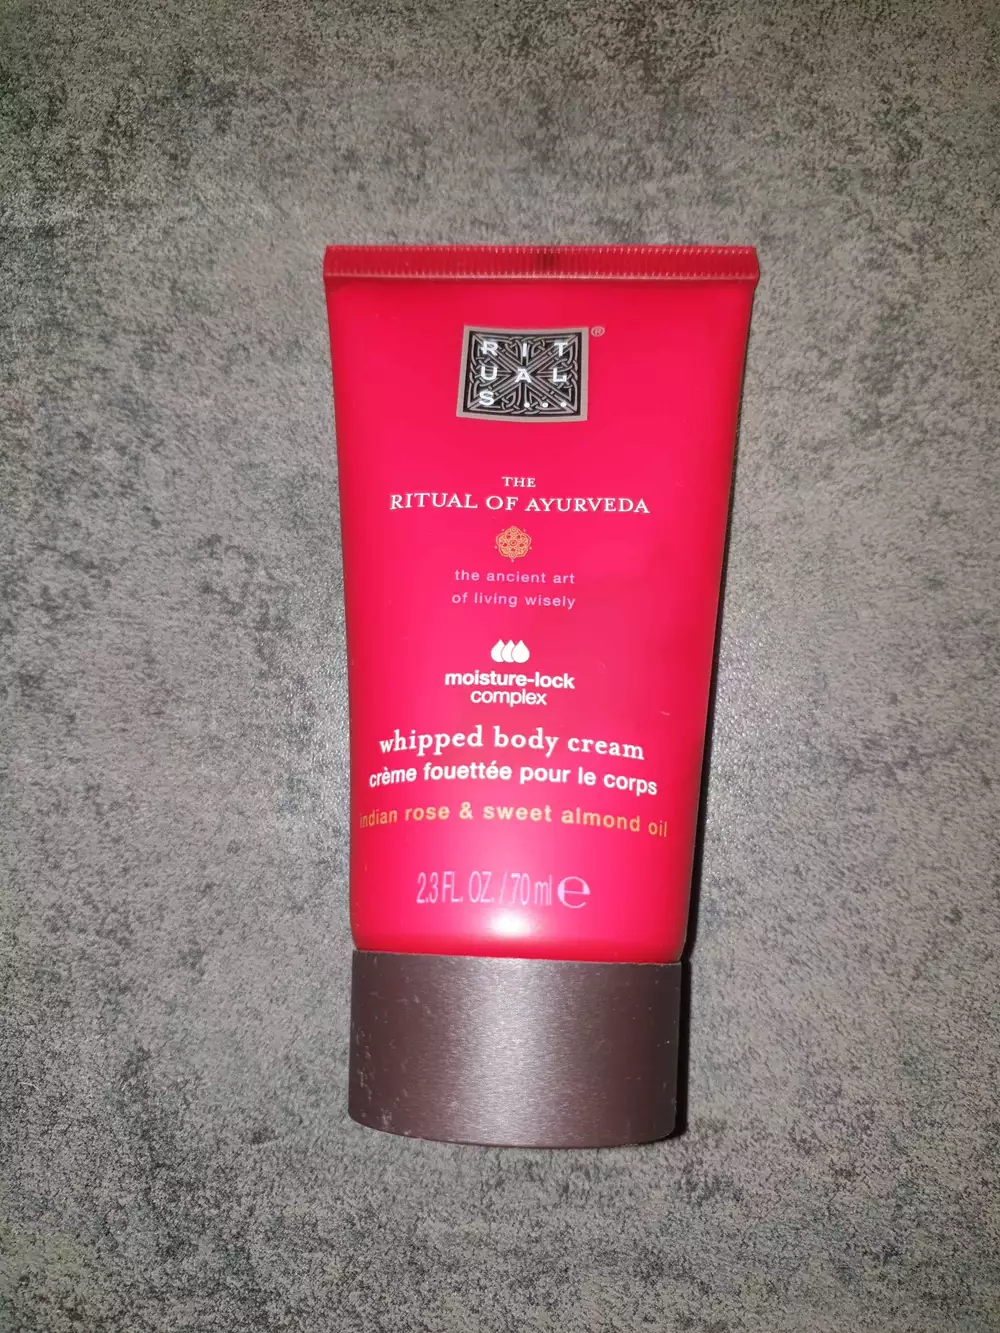 RIT
UAL
S...
®
THE
RITUAL OF AYURVEDA
the ancient art
of living wisely
moisture-lock
complex
whipped body cream
crème fouettée pour le corps
indian rose & sweet almond oil
2.3 FL. OZ. / 70 ml ℮